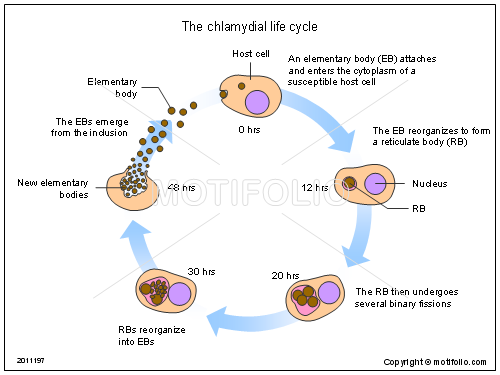 The chlamydial life cycle
Host cell
An elementary body (EB) attaches
and enters the cytoplasm of a
susceptible host cell
Elementary
body
The EBs emerge
from the inclusion
0 hrs
The EB reorganizes to form
a reticulate body (RB)
New elementary
bodies
48 hrs
MOTIFOLIO
12 hrs
Nucleus
RB
30 hrs
20 hrs
The RB then undergoes
several binary fissions
RBs reorganize
into EBs
2011197
Copyright ® motifolio.com